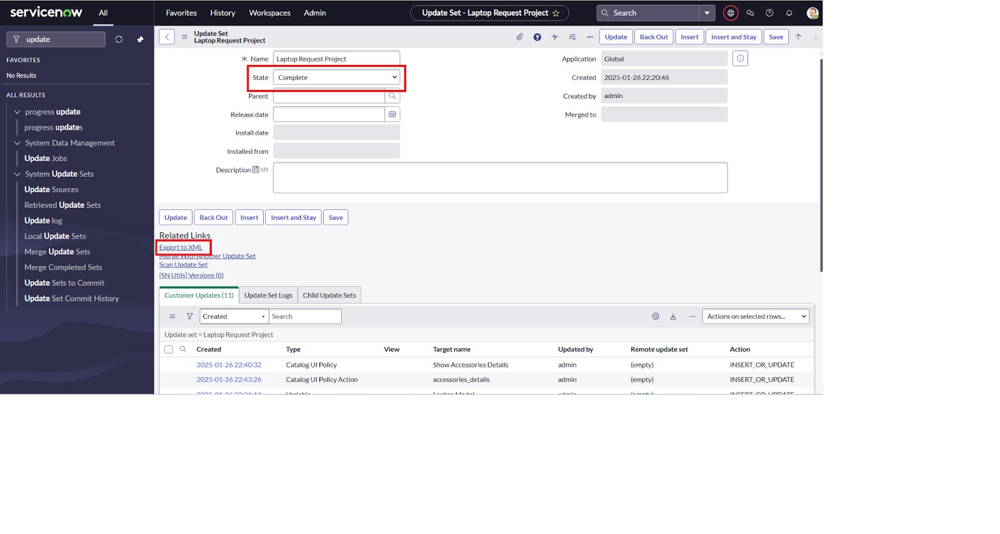 servicenow All Favorites History Workspaces Admin Update Set - Laptop Request Project Search
update
FAVORITES
No Results
ALL RESULTS
progress update
progress updates
System Data Management
Update Jobs
System Update Sets
Update Sources
Retrieved Update Sets
Update log
Local Update Sets
Merge Update Sets
Merge Completed Sets
Update Sets to Commit
Update Set Commit History
Update Set
Laptop Request Project
Update Back Out Insert Insert and Stay Save
Name Laptop Request Project
State Complete
Parent
Release date
Install date
Installed from
Description
Application Global
Created 2025-01-26 22:20:46
Created by admin
Merged to
Update Back Out Insert Insert and Stay Save
Related Links
Export to XML
Merge With Another Update Set
Scan Update Set
[SN Utils] Versions (0)
Customer Updates (11) Update Set Logs Child Update Sets
Created Search Actions on selected rows...
Update set = Laptop Request Project
Created Type View Target name Updated by Remote update set Action
2025-01-26 22:40:32 Catalog UI Policy Show Accessories Details admin (empty) INSERT_OR_UPDATE
2025-01-26 22:43:26 Catalog UI Policy Action accessories_details admin (empty) INSERT_OR_UPDATE
Variable Laptop Model admin (empty) INSERT_OR_UPDATE